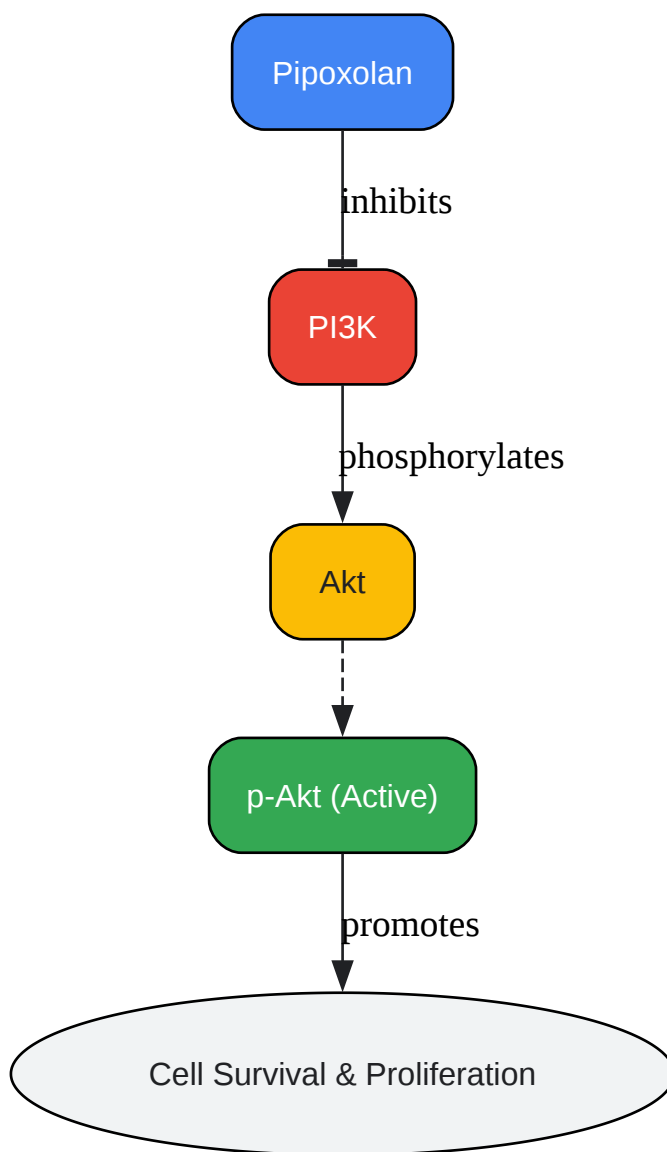 Pipoxolan
inhibits
PI3K
phosphorylates
Akt
p-Akt (Active)
promotes
Cell Survival & Proliferation